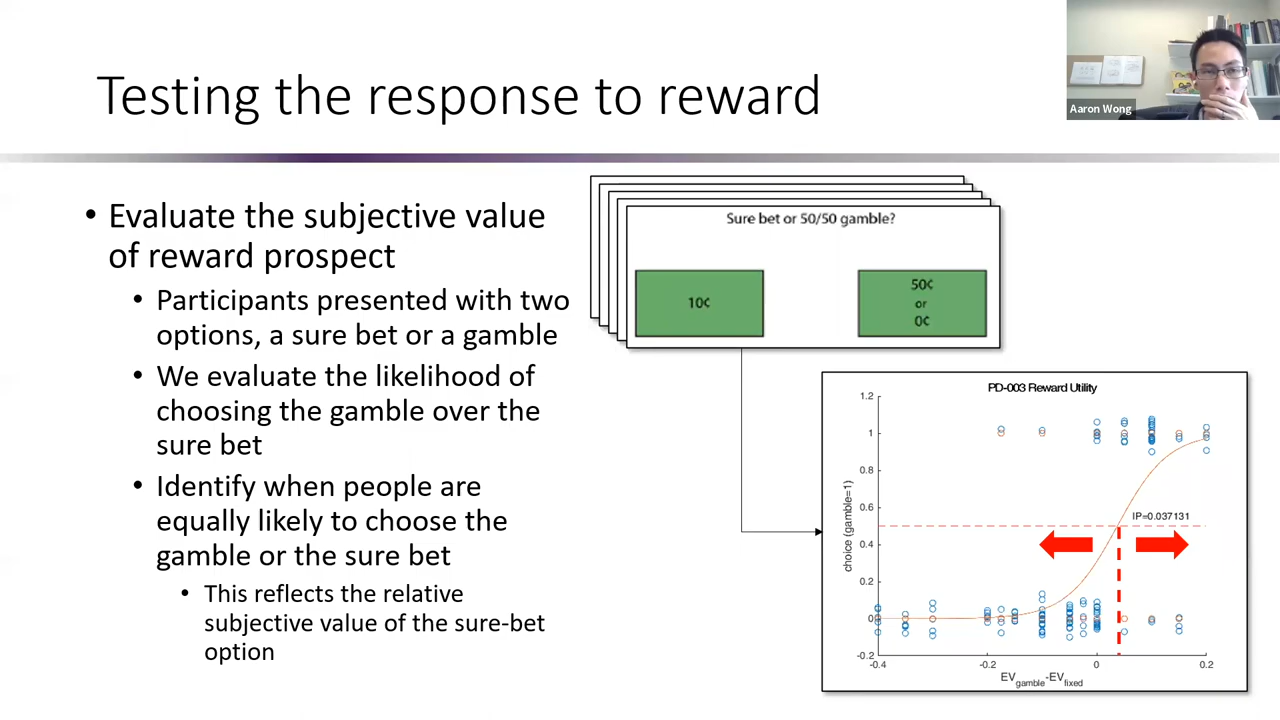 Testing the response to reward
Aaron Wong
• Evaluate the subjective value
of reward prospect
• Participants presented with two
options, a sure bet or a gamble
• We evaluate the likelihood of
choosing the gamble over the
sure bet
• Identify when people are
equally likely to choose the
gamble or the sure bet
• This reflects the relative
subjective value of the sure-bet
option
Sure bet or 50/50 gamble?
10¢
50¢
or
0¢
PD-003 Reward Utility
choice (gamble=1)
1.2
1
0.8
0.6
0.4
0.2
0
-0.2
IP=0.037131
-0.4
-0.2
0
0.2
EVgamble-EVfixed